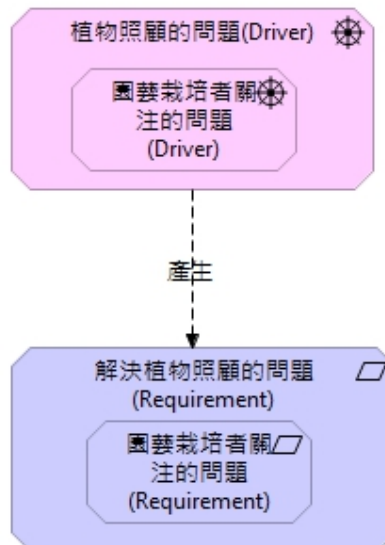 植物照顧的問題(Driver)
園藝栽培者關
注的問題
(Driver)
產生
解決植物照顧的問題
(Requirement)
園藝栽培者關
注的問題
(Requirement)